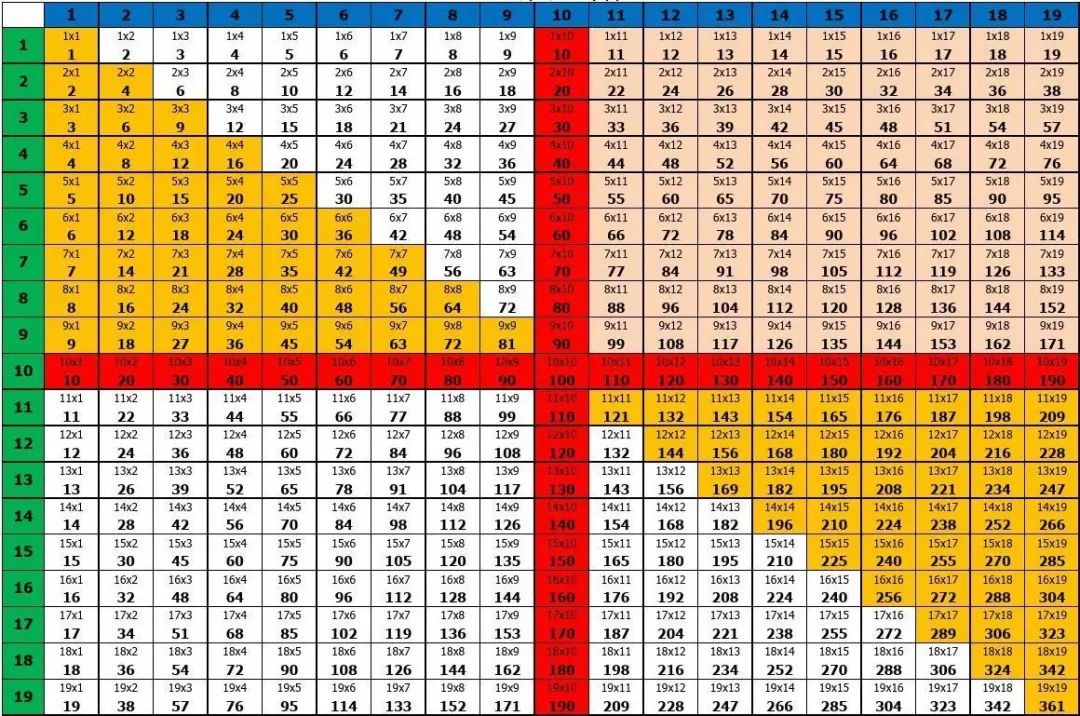 1 2 3 4 5 6 7 8 9 10 11 12 13 14 15 16 17 18 19
1 1x1 1x2 1x3 1x4 1x5 1x6 1x7 1x8 1x9 1x10 1x11 1x12 1x13 1x14 1x15 1x16 1x17 1x18 1x19
1 2 3 4 5 6 7 8 9 10 11 12 13 14 15 16 17 18 19
2 2x1 2x2 2x3 2x4 2x5 2x6 2x7 2x8 2x9 2x10 2x11 2x12 2x13 2x14 2x15 2x16 2x17 2x18 2x19
2 4 6 8 10 12 14 16 18 20 22 24 26 28 30 32 34 36 38
3 3x1 3x2 3x3 3x4 3x5 3x6 3x7 3x8 3x9 3x10 3x11 3x12 3x13 3x14 3x15 3x16 3x17 3x18 3x19
3 6 9 12 15 18 21 24 27 30 33 36 39 42 45 48 51 54 57
4 4x1 4x2 4x3 4x4 4x5 4x6 4x7 4x8 4x9 4x10 4x11 4x12 4x13 4x14 4x15 4x16 4x17 4x18 4x19
4 8 12 16 20 24 28 32 36 40 44 48 52 56 60 64 68 72 76
5 5x1 5x2 5x3 5x4 5x5 5x6 5x7 5x8 5x9 5x10 5x11 5x12 5x13 5x14 5x15 5x16 5x17 5x18 5x19
5 10 15 20 25 30 35 40 45 50 55 60 65 70 75 80 85 90 95
6 6x1 6x2 6x3 6x4 6x5 6x6 6x7 6x8 6x9 6x10 6x11 6x12 6x13 6x14 6x15 6x16 6x17 6x18 6x19
6 12 18 24 30 36 42 48 54 60 66 72 78 84 90 96 102 108 114
7 7x1 7x2 7x3 7x4 7x5 7x6 7x7 7x8 7x9 7x10 7x11 7x12 7x13 7x14 7x15 7x16 7x17 7x18 7x19
7 14 21 28 35 42 49 56 63 70 77 84 91 98 105 112 119 126 133
8 8x1 8x2 8x3 8x4 8x5 8x6 8x7 8x8 8x9 8x10 8x11 8x12 8x13 8x14 8x15 8x16 8x17 8x18 8x19
8 16 24 32 40 48 56 64 72 80 88 96 104 112 120 128 136 144 152
9 9x1 9x2 9x3 9x4 9x5 9x6 9x7 9x8 9x9 9x10 9x11 9x12 9x13 9x14 9x15 9x16 9x17 9x18 9x19
9 18 27 36 45 54 63 72 81 90 99 108 117 126 135 144 153 162 171
10 10x1 10x2 10x3 10x4 10x5 10x6 10x7 10x8 10x9 10x10 10x11 10x12 10x13 10x14 10x15 10x16 10x17 10x18 10x19
10 20 30 40 50 60 70 80 90 100 110 120 130 140 150 160 170 180 190
11 11x1 11x2 11x3 11x4 11x5 11x6 11x7 11x8 11x9 11x10 11x11 11x12 11x13 11x14 11x15 11x16 11x17 11x18 11x19
11 22 33 44 55 66 77 88 99 110 121 132 143 154 165 176 187 198 209
12 12x1 12x2 12x3 12x4 12x5 12x6 12x7 12x8 12x9 12x10 12x11 12x12 12x13 12x14 12x15 12x16 12x17 12x18 12x19
12 24 36 48 60 72 84 96 108 120 132 144 156 168 180 192 204 216 228
13 13x1 13x2 13x3 13x4 13x5 13x6 13x7 13x8 13x9 13x10 13x11 13x12 13x13 13x14 13x15 13x16 13x17 13x18 13x19
13 26 39 52 65 78 91 104 117 130 143 156 169 182 195 208 221 234 247
14 14x1 14x2 14x3 14x4 14x5 14x6 14x7 14x8 14x9 14x10 14x11 14x12 14x13 14x14 14x15 14x16 14x17 14x18 14x19
14 28 42 56 70 84 98 112 126 140 154 168 182 196 210 224 238 252 266
15 15x1 15x2 15x3 15x4 15x5 15x6 15x7 15x8 15x9 15x10 15x11 15x12 15x13 15x14 15x15 15x16 15x17 15x18 15x19
15 30 45 60 75 90 105 120 135 150 165 180 195 210 225 240 255 270 285
16 16x1 16x2 16x3 16x4 16x5 16x6 16x7 16x8 16x9 16x10 16x11 16x12 16x13 16x14 16x15 16x16 16x17 16x18 16x19
16 32 48 64 80 96 112 128 144 160 176 192 208 224 240 256 272 288 304
17 17x1 17x2 17x3 17x4 17x5 17x6 17x7 17x8 17x9 17x10 17x11 17x12 17x13 17x14 17x15 17x16 17x17 17x18 17x19
17 34 51 68 85 102 119 136 153 170 187 204 221 238 255 272 289 306 323
18 18x1 18x2 18x3 18x4 18x5 18x6 18x7 18x8 18x9 18x10 18x11 18x12 18x13 18x14 18x15 18x16 18x17 18x18 18x19
18 36 54 72 90 108 126 144 162 180 198 216 234 252 270 288 306 324 342
19 19x1 19x2 19x3 19x4 19x5 19x6 19x7 19x8 19x9 19x10 19x11 19x12 19x13 19x14 19x15 19x16 19x17 19x18 19x19
19 38 57 76 95 114 133 152 171 190 209 228 247 266 285 304 323 342 361